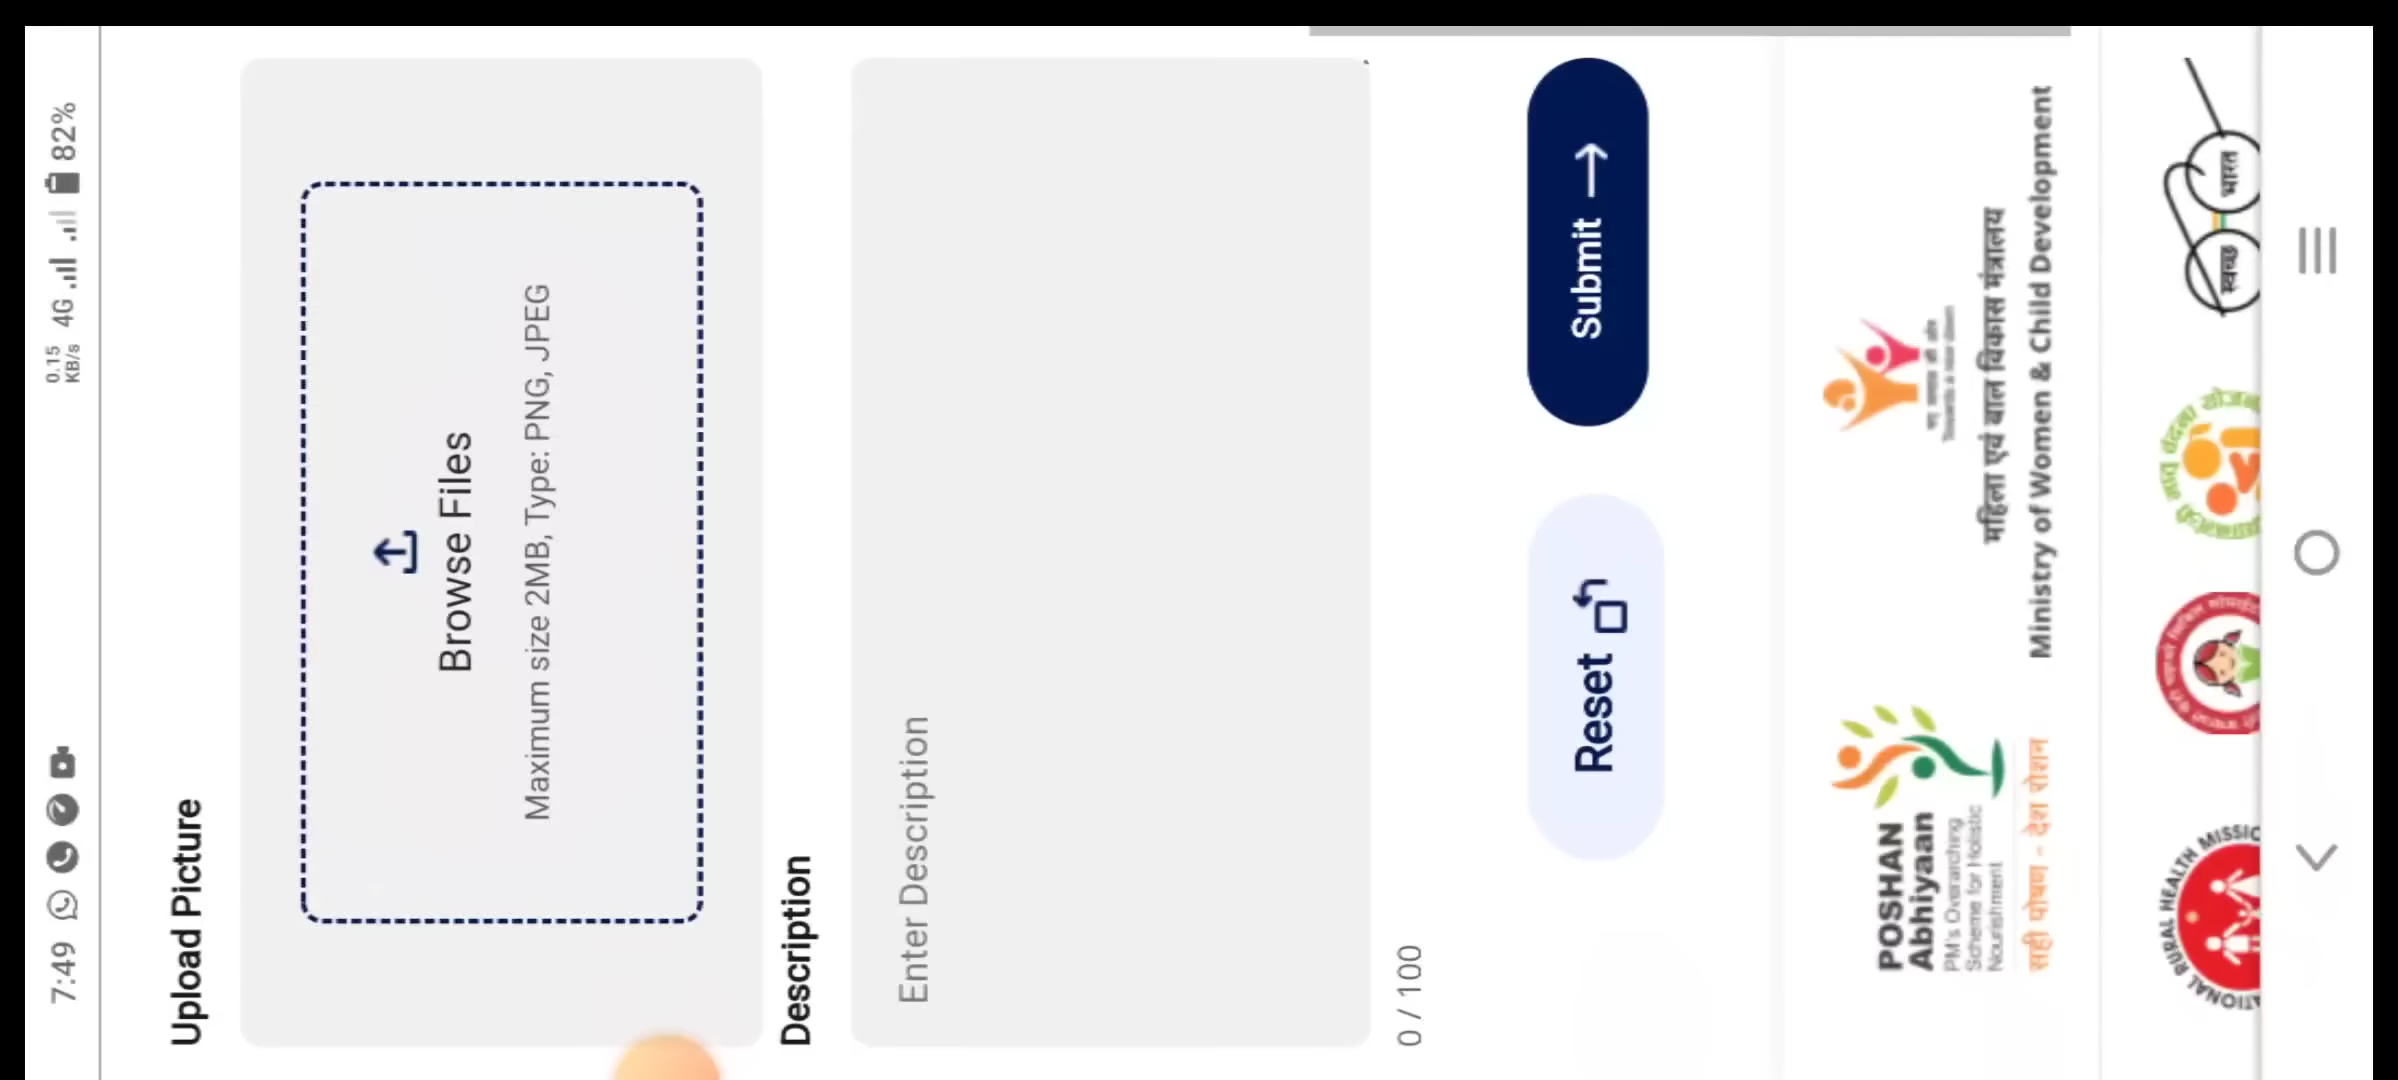 7:49 0.15 KB/s 4G 82%
Upload Picture
Browse Files
Maximum size 2MB, Type: PNG, JPEG
Description
Enter Description
0 / 100
Reset
Submit
POSHAN
Abhiyaan
PM's Overarching
Scheme for Holistic
Nourishment
सही पोषण - देश रोशन
महिला एवं बाल विकास मंत्रालय
Ministry of Women & Child Development
NATIONAL RURAL HEALTH MISSIO
स्वच्छ भारत